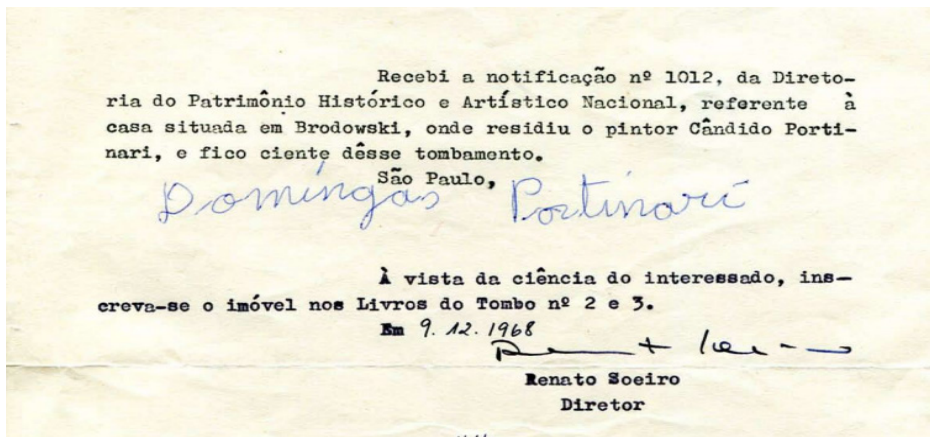 Recebi a notificação nº 1012, da Direto-
ria do Patrimônio Histórico e Artístico Nacional, referente à
casa situada em Brodowski, onde residiu o pintor Cândido Porti-
nari, e fico ciente dêsse tombamento.
São Paulo,
Domingas Portinari
À vista da ciência do interessado, ins-
creva-se o imóvel nos Livros do Tombo nº 2 e 3.
Em 9.12.1968
Renato Soeiro
Diretor